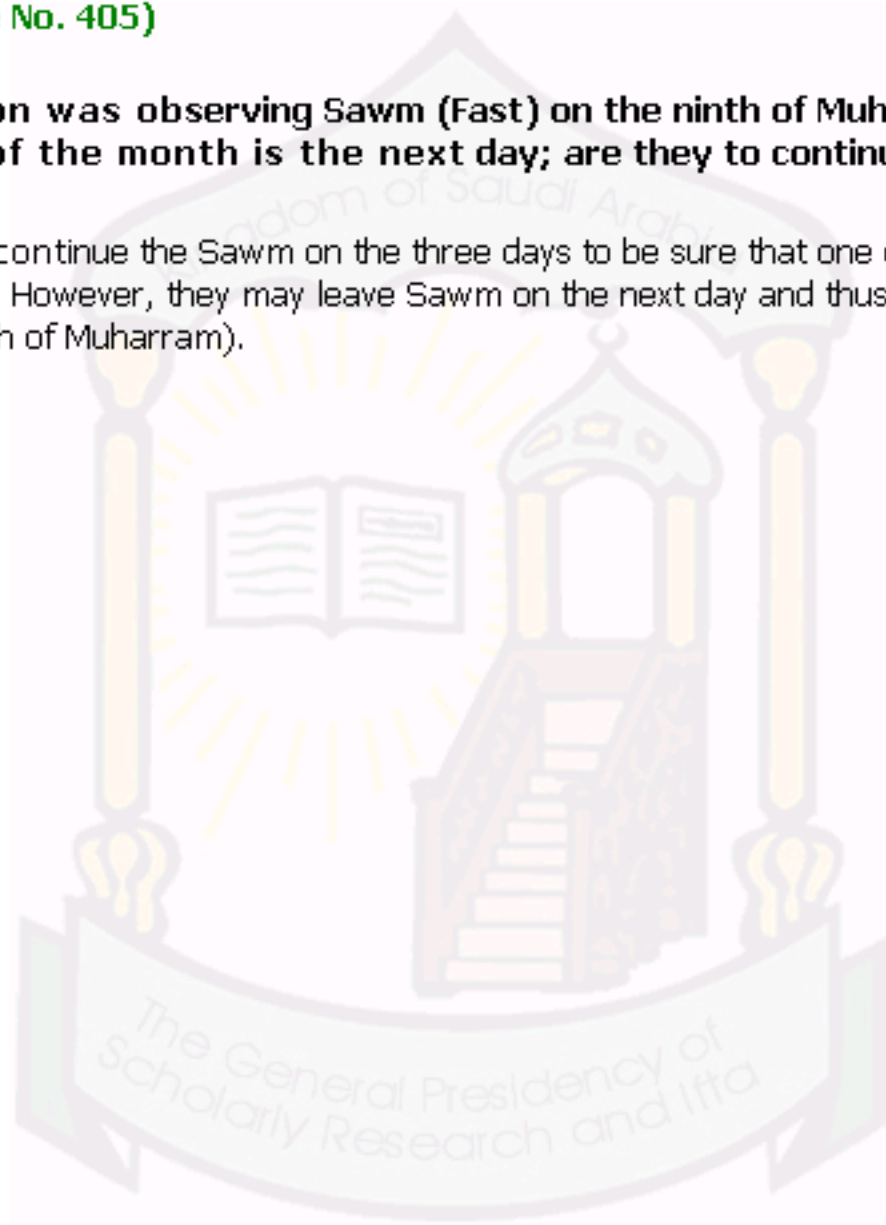 No. 405)
on was observing Sawm (Fast) on the ninth of Muh
of the month is the next day; are they to continu
continue the Sawm on the three days to be sure that one
However, they may leave Sawm on the next day and thus
h of Muharram).
Kingdom of Saudi Arabia
The General Presidency of
Scholarly Research and Ifta